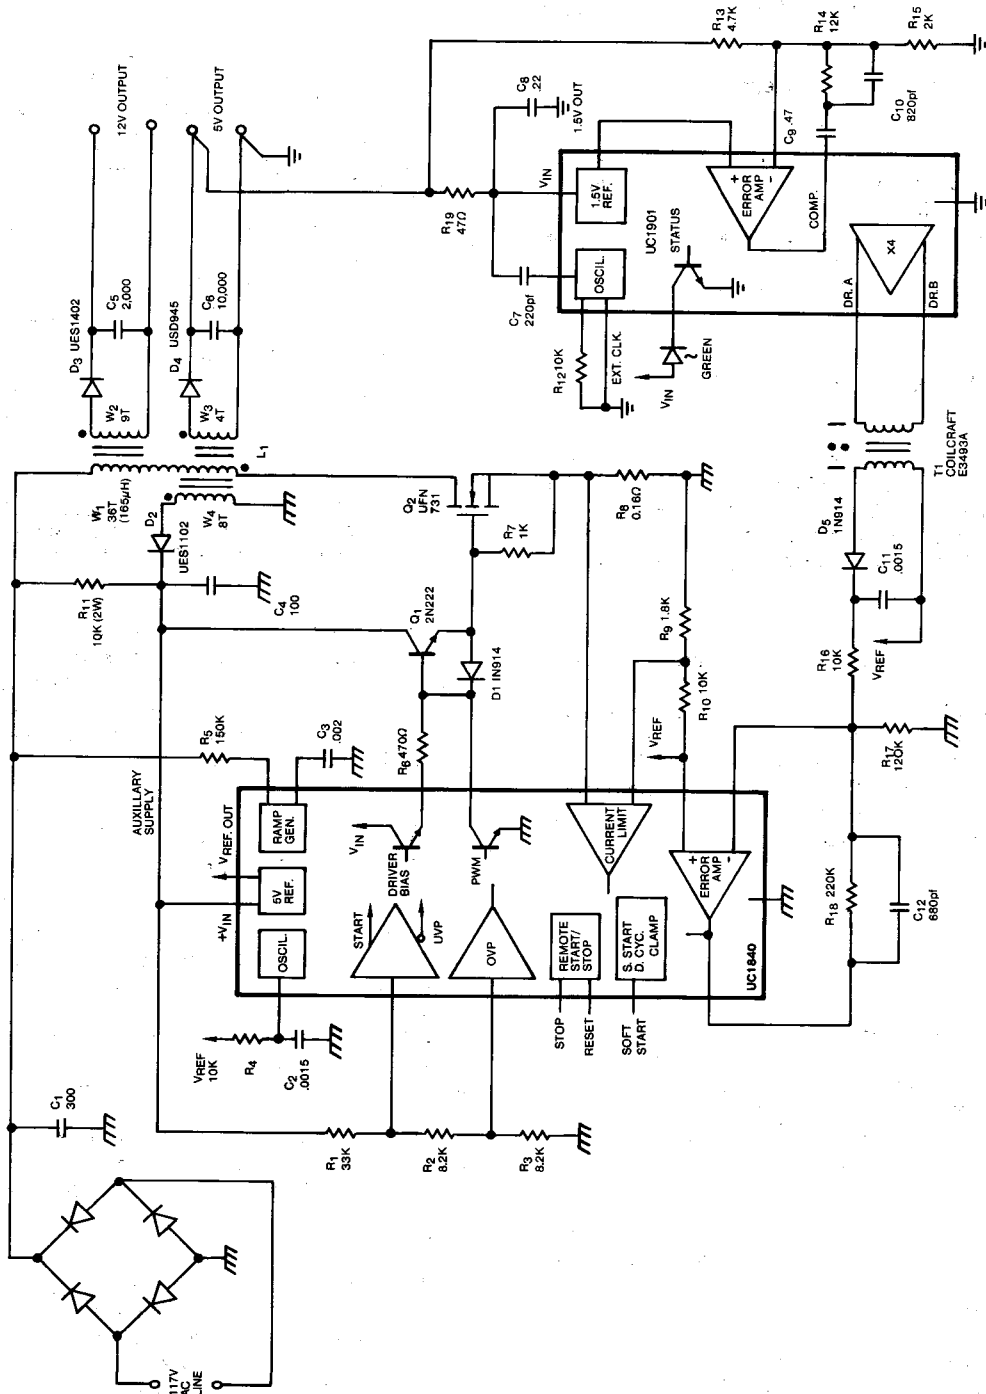 117V
AC
LINE
C1
300
R1
33K
R2
8.2K
R3
8.2K
VREF
10K
R4
C2
.0015
AUXILLARY
SUPPLY
R11
10K (2W)
R5
150K
C3
.002
C4
100
D2
UES1102
W1
36T
(165µH)
W4
8T
L1
W2
9T
W3
4T
D3 UES1402
C5
2,000
D4 USD945
C6
10,000
12V OUTPUT
5V OUTPUT
OSCIL.
+VIN
5V
REF.
VREF. OUT
RAMP
GEN.
VIN
START
DRIVER
BIAS
UVP
OVP
PWM
REMOTE
START/
STOP
STOP
RESET
S. START
D. CYC.
CLAMP
SOFT
START
CURRENT
LIMIT
+
ERROR
AMP
-
UC1840
R6 470Ω
Q1
2N222
D1 IN914
Q2
UFN
731
R7
1K
R8
0.16Ω
R9 1.8K
R10 10K
VREF
R19
47Ω
C8
.22
1.5V OUT
C7
220pf
VIN
OSCIL.
1.5V
REF.
R12 10K
EXT. CLK.
UC1901
STATUS
VIN
GREEN
+
ERROR
AMP
-
COMP.
X4
DR. A
DR.B
R13
4.7K
R14
12K
R15
2K
C9 .47
C10
820pf
T1
COILCRAFT
E3493A
D5
1N914
C11
.0015
VREF
R16
10K
R17
120K
R18 220K
C12
680pf